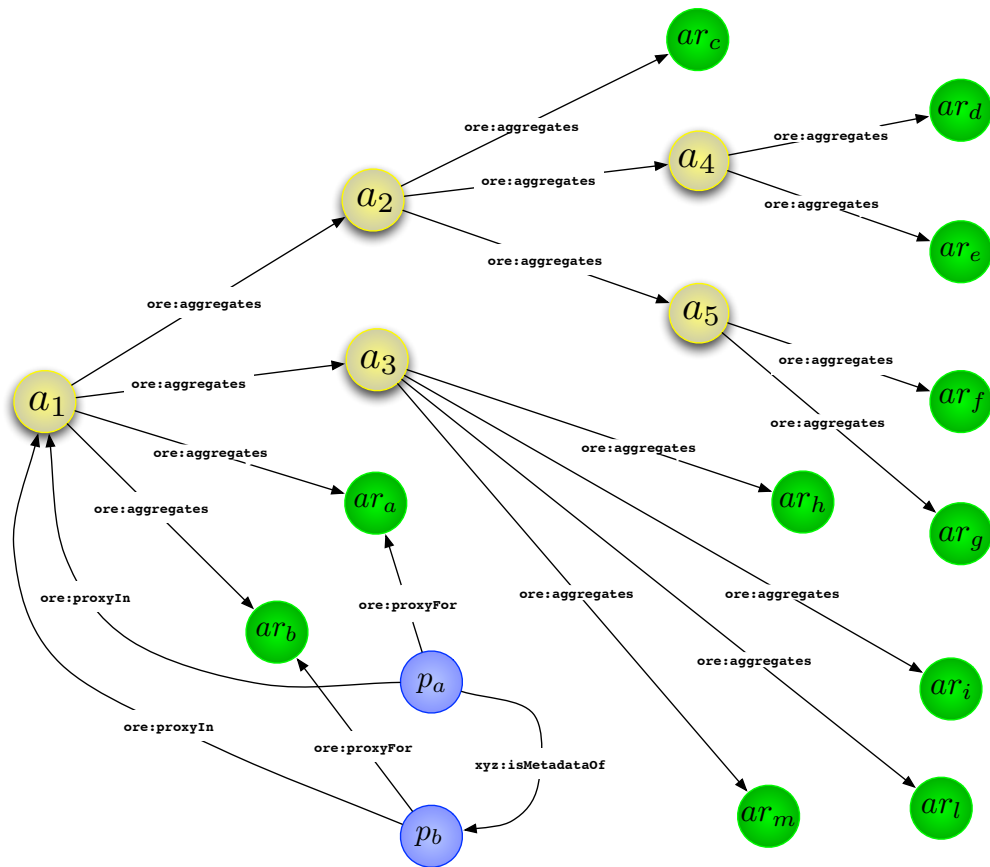 ar_c
ar_d
ore:aggregates
ore:aggregates
a_4
a_2
ore:aggregates
ore:aggregates
ar_e
ore:aggregates
ore:aggregates
a_5
a_3
ore:aggregates
ore:aggregates
a_1
ar_f
ore:aggregates
ore:aggregates
ore:aggregates
ar_a
ar_h
ore:aggregates
ar_g
ore:aggregates
ore:aggregates
ore:proxyIn
ore:proxyFor
ar_b
ore:aggregates
p_a
ar_i
ore:proxyIn
ore:proxyFor
xyz:isMetadataOf
ar_m
ar_l
p_b